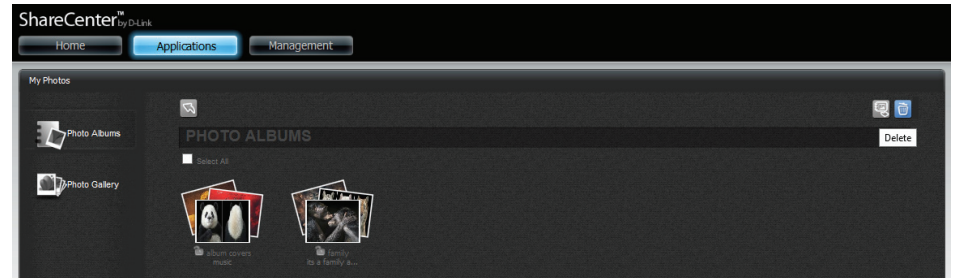 ShareCenter™ by D-Link
Home Applications Management
My Photos
Photo Albums
PHOTO ALBUMS
Delete
Select All
Photo Gallery
album covers
music
family
its a family a...